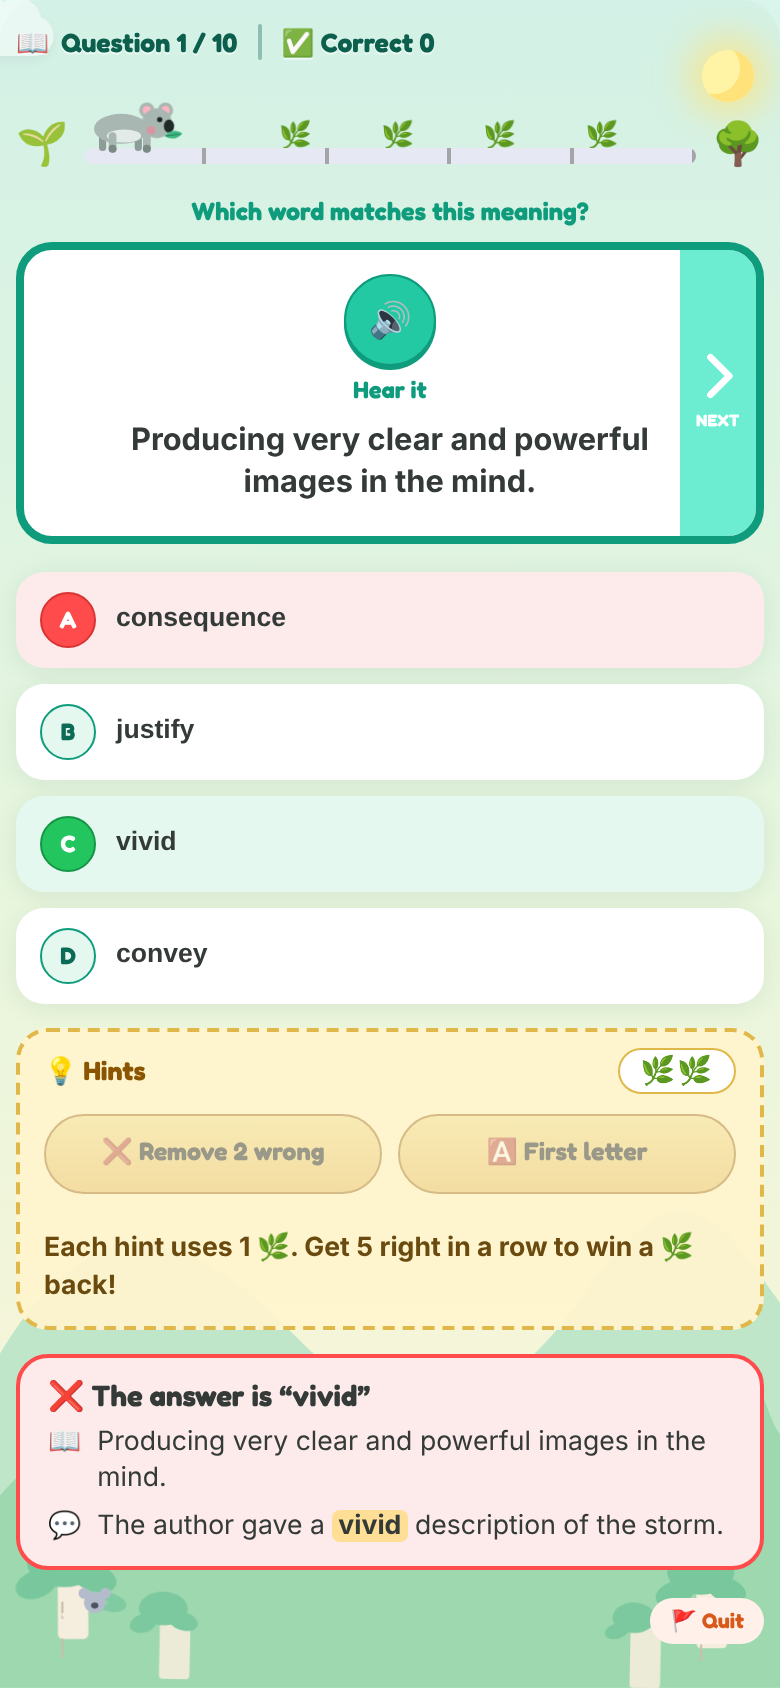 Question 1 / 10
Correct 0
Which word matches this meaning?
Hear it
Producing very clear and powerful
images in the mind.
NEXT
A consequence
B justify
C vivid
D convey
Hints
Remove 2 wrong
A First letter
Each hint uses 1 🌿. Get 5 right in a row to win a 🌿
back!
The answer is “vivid”
Producing very clear and powerful images in the
mind.
The author gave a vivid description of the storm.
Quit